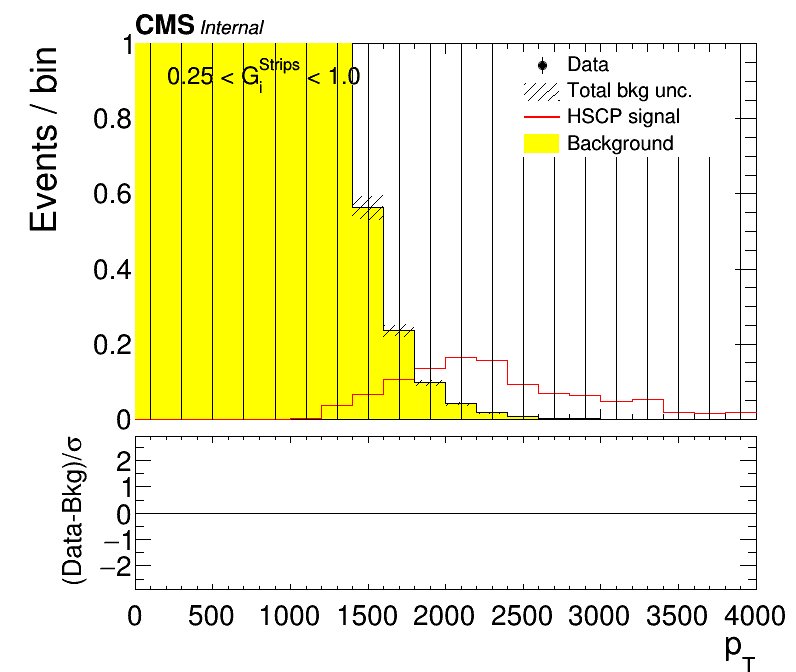 CMS Internal
0.25 < G_i^Strips < 1.0
Data
Total bkg unc.
HSCP signal
Background
Events / bin
1
0.8
0.6
0.4
0.2
0
(Data-Bkg)/σ
2
1
0
−1
−2
0 500 1000 1500 2000 2500 3000 3500 4000
p_T